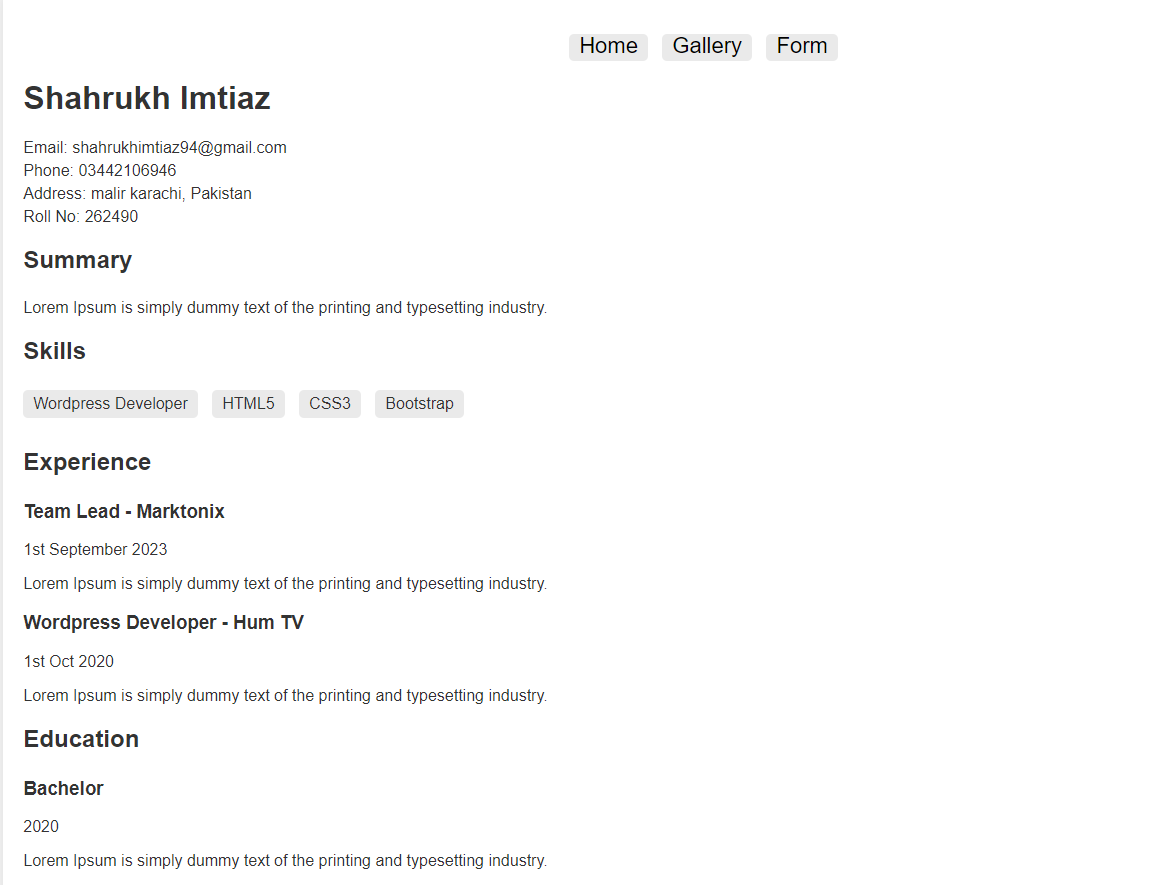 Home Gallery Form
Shahrukh Imtiaz
Email: shahrukhimtiaz94@gmail.com
Phone: 03442106946
Address: malir karachi, Pakistan
Roll No: 262490
Summary
Lorem Ipsum is simply dummy text of the printing and typesetting industry.
Skills
Wordpress Developer HTML5 CSS3 Bootstrap
Experience
Team Lead - Marktonix
1st September 2023
Lorem Ipsum is simply dummy text of the printing and typesetting industry.
Wordpress Developer - Hum TV
1st Oct 2020
Lorem Ipsum is simply dummy text of the printing and typesetting industry.
Education
Bachelor
2020
Lorem Ipsum is simply dummy text of the printing and typesetting industry.